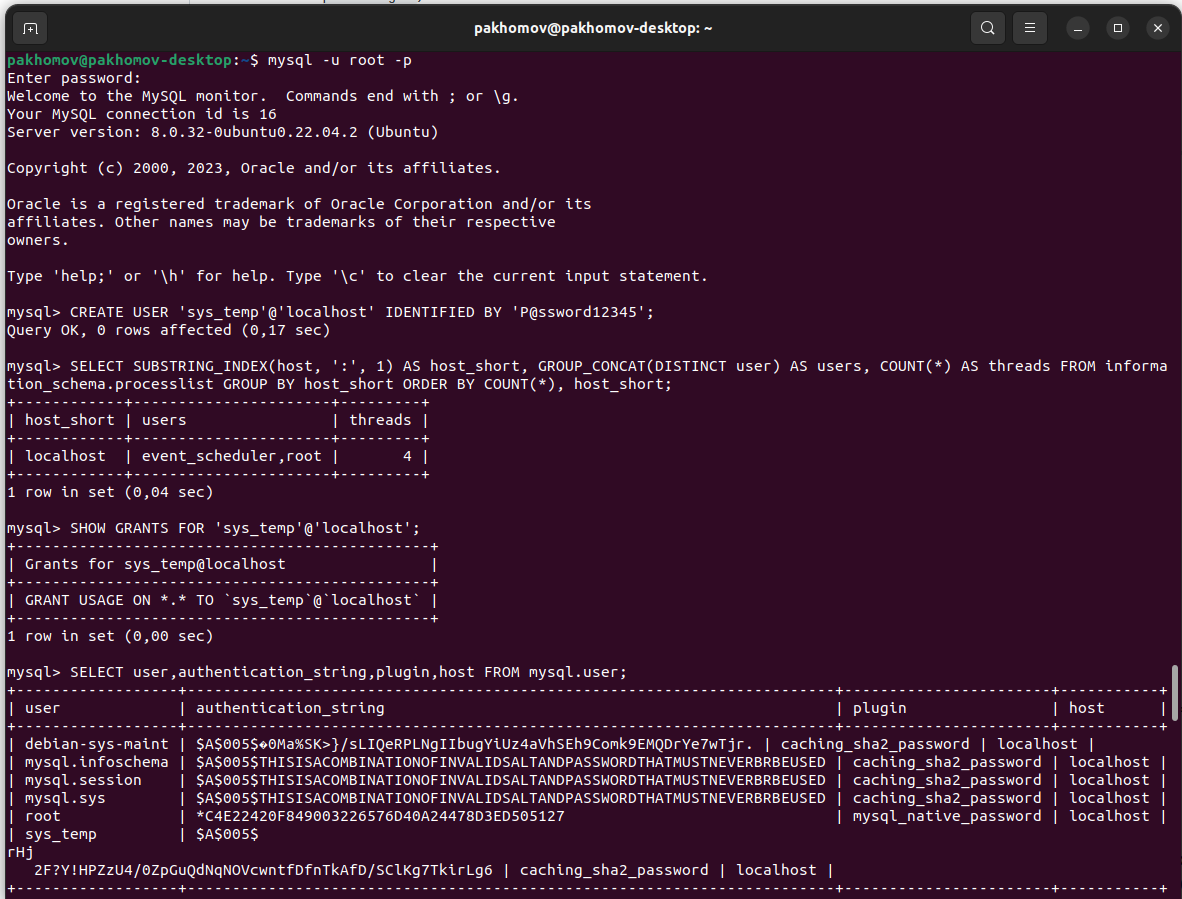 pakhomov@pakhomov-desktop: ~
pakhomov@pakhomov-desktop:~$ mysql -u root -p
Enter password:
Welcome to the MySQL monitor.  Commands end with ; or \g.
Your MySQL connection id is 16
Server version: 8.0.32-0ubuntu0.22.04.2 (Ubuntu)

Copyright (c) 2000, 2023, Oracle and/or its affiliates.

Oracle is a registered trademark of Oracle Corporation and/or its
affiliates. Other names may be trademarks of their respective
owners.

Type 'help;' or '\h' for help. Type '\c' to clear the current input statement.

mysql> CREATE USER 'sys_temp'@'localhost' IDENTIFIED BY 'P@ssword12345';
Query OK, 0 rows affected (0,17 sec)

mysql> SELECT SUBSTRING_INDEX(host, ':', 1) AS host_short, GROUP_CONCAT(DISTINCT user) AS users, COUNT(*) AS threads FROM informa
tion_schema.processlist GROUP BY host_short ORDER BY COUNT(*), host_short;
+------------+----------------------+---------+
| host_short | users                | threads |
+------------+----------------------+---------+
| localhost  | event_scheduler,root |       4 |
+------------+----------------------+---------+
1 row in set (0,04 sec)

mysql> SHOW GRANTS FOR 'sys_temp'@'localhost';
+----------------------------------------------+
| Grants for sys_temp@localhost                |
+----------------------------------------------+
| GRANT USAGE ON *.* TO `sys_temp`@`localhost` |
+----------------------------------------------+
1 row in set (0,00 sec)

mysql> SELECT user,authentication_string,plugin,host FROM mysql.user;
+------------------+------------------------------------------------------------------------+-----------------------+-----------+
| user             | authentication_string                                                  | plugin                | host      |
+------------------+------------------------------------------------------------------------+-----------------------+-----------+
| debian-sys-maint | $A$005$�0Ma%SK>}/sLIQeRPLNgIIbugYiUz4aVhSEh9Comk9EMQDrYe7wTjr. | caching_sha2_password | localhost |
| mysql.infoschema | $A$005$THISISACOMBINATIONOFINVALIDSALTANDPASSWORDTHATMUSTNEVERBRBEUSED | caching_sha2_password | localhost |
| mysql.session    | $A$005$THISISACOMBINATIONOFINVALIDSALTANDPASSWORDTHATMUSTNEVERBRBEUSED | caching_sha2_password | localhost |
| mysql.sys        | $A$005$THISISACOMBINATIONOFINVALIDSALTANDPASSWORDTHATMUSTNEVERBRBEUSED | caching_sha2_password | localhost |
| root             | *C4E22420F849003226576D40A24478D3ED505127                              | mysql_native_password | localhost |
| sys_temp         | $A$005$
rHj
   2F?Y!HPZzU4/0ZpGuQdNqNOVcwntfDfnTkAfD/SClKg7TkirLg6 | caching_sha2_password | localhost |
+------------------+------------------------------------------------------------------------+-----------------------+-----------+